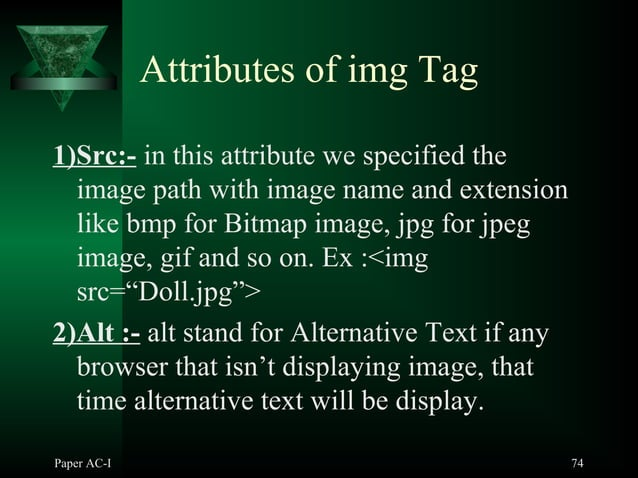 Attributes of img Tag
1)Src:- in this attribute we specified the
image path with image name and extension
like bmp for Bitmap image, jpg for jpeg
image, gif and so on. Ex :<img
src=“Doll.jpg”>
2)Alt :- alt stand for Alternative Text if any
browser that isn’t displaying image, that
time alternative text will be display.
Paper AC-I
74